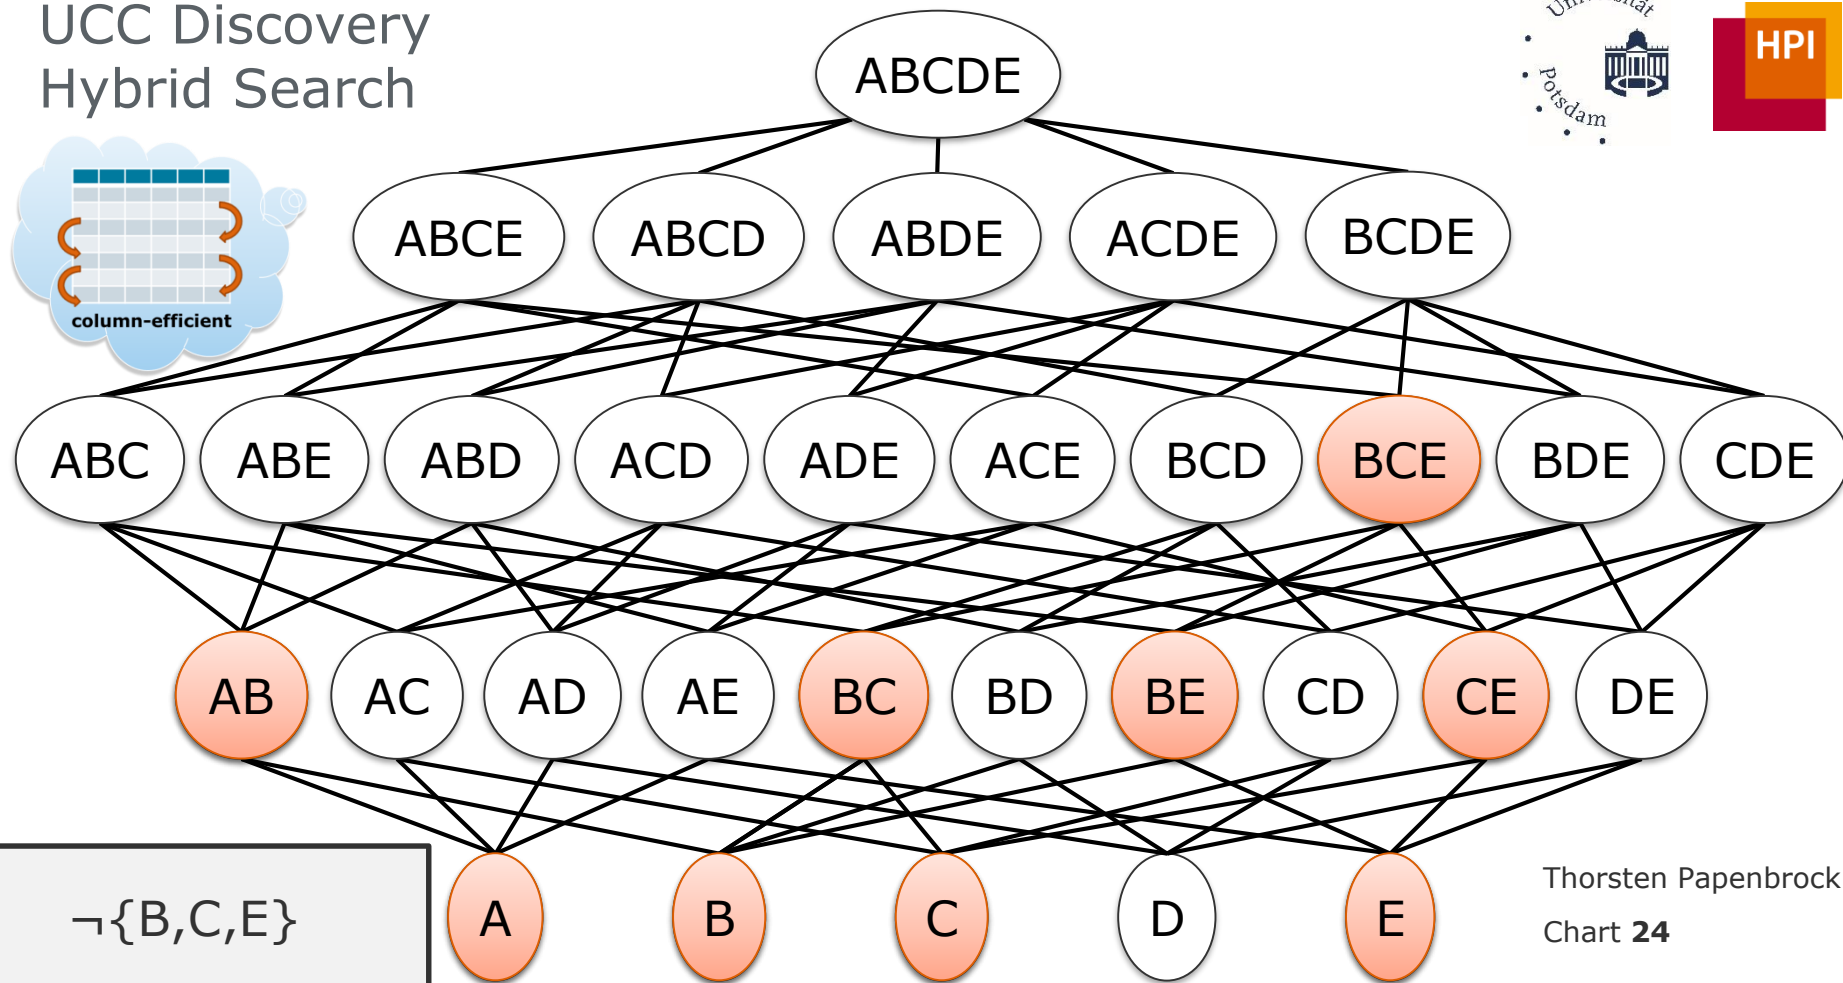 UCC Discovery
Hybrid Search
Universität
Potsdam
HPI
column-efficient
ABCDE
ABCE ABCD ABDE ACDE BCDE
ABC ABE ABD ACD ADE ACE BCD BCE BDE CDE
AB AC AD AE BC BD BE CD CE DE
A B C D E
¬{B,C,E}
Thorsten Papenbrock
Chart 24